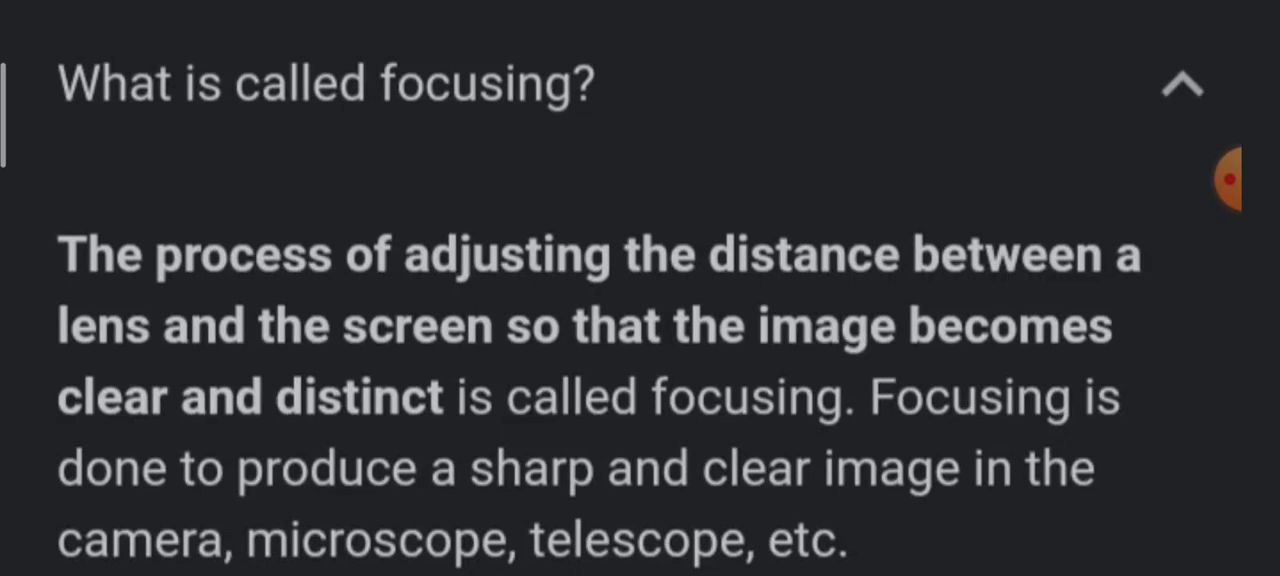 What is called focusing?
The process of adjusting the distance between a
lens and the screen so that the image becomes
clear and distinct is called focusing. Focusing is
done to produce a sharp and clear image in the
camera, microscope, telescope, etc.